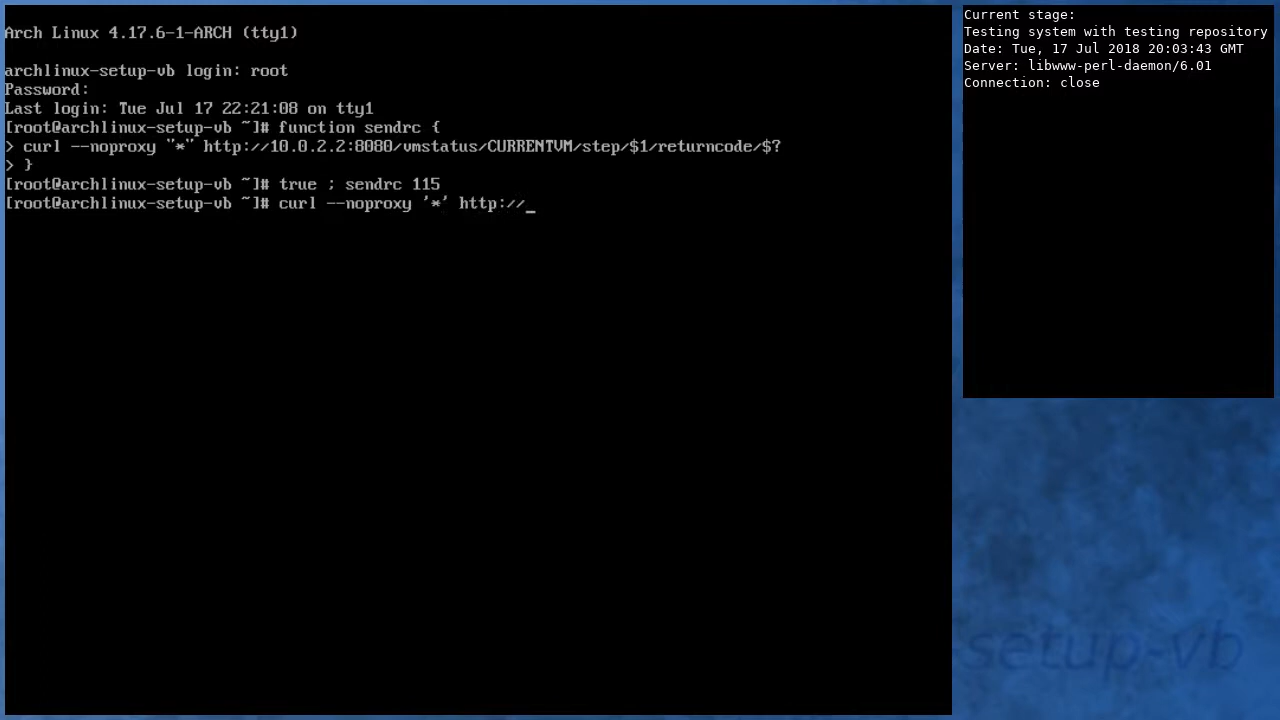 Arch Linux 4.17.6-1-ARCH (tty1)
archlinux-setup-vb login: root
Password:
Last login: Tue Jul 17 22:21:08 on tty1
[root@archlinux-setup-vb ~]# function sendrc {
> curl --noproxy "*" http://10.0.2.2:8080/vmstatus/CURRENTVM/step/$1/returncode/$?
> }
[root@archlinux-setup-vb ~]# true ; sendrc 115
[root@archlinux-setup-vb ~]# curl --noproxy '*' http://_
Current stage:
Testing system with testing repository
Date: Tue, 17 Jul 2018 20:03:43 GMT
Server: libwww-perl-daemon/6.01
Connection: close
setup-vb